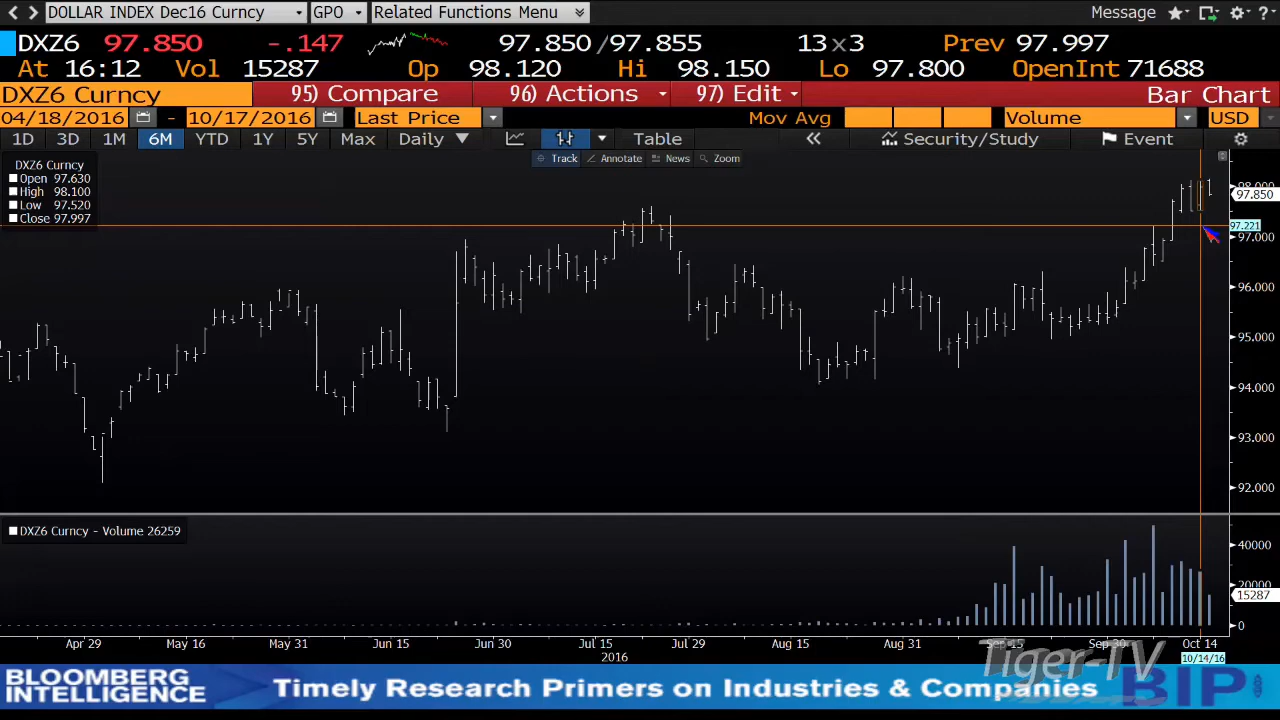 DOLLAR INDEX Dec16 Curncy GPO Related Functions Menu Message
DXZ6 97.850 -.147 97.850 /97.855 13 x 3 Prev 97.997
At 16:12 Vol 15287 Op 98.120 Hi 98.150 Lo 97.800 OpenInt 71688
DXZ6 Curncy 95) Compare 96) Actions 97) Edit Bar Chart
04/18/2016 - 10/17/2016 Last Price Mov Avg Volume USD
1D 3D 1M 6M YTD 1Y 5Y Max Daily Table Security/Study Event
Track Annotate News Zoom
DXZ6 Curncy
Open 97.630
High 98.100
Low 97.520
Close 97.997
98.000
97.850
97.221
97.000
96.000
95.000
94.000
93.000
92.000
DXZ6 Curncy - Volume 26259
40000
20000
15287
0
Apr 29 May 16 May 31 Jun 15 Jun 30 Jul 15 Jul 29 Aug 15 Aug 31 Sep 15 Sep 30 Oct 14
2016 10/14/16
Tiger-TV
BLOOMBERG
INTELLIGENCE
Timely Research Primers on Industries & Companies
BIP